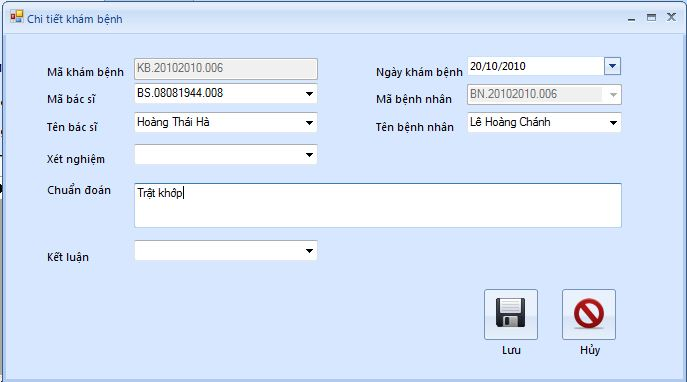 Chi tiết khám bệnh
Mã khám bệnh KB.20102010.006 Ngày khám bệnh 20/10/2010
Mã bác sĩ BS.08081944.008 Mã bệnh nhân BN.20102010.006
Tên bác sĩ Hoàng Thái Hà Tên bệnh nhân Lê Hoàng Chánh
Xét nghiệm
Chuẩn đoán Trật khớp
Kết luận
Lưu Hủy